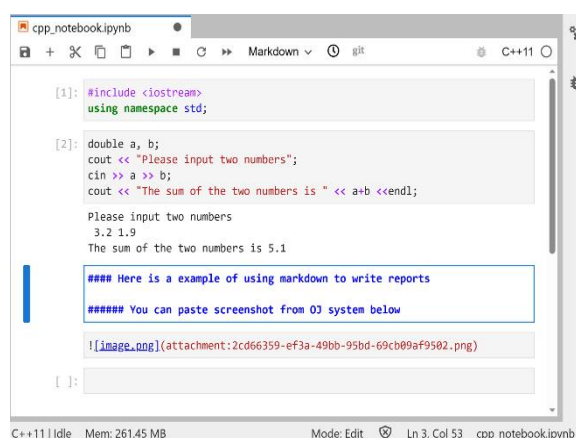 cpp_notebook.ipynb
Markdown git C++11
[1]: #include <iostream>
using namespace std;
[2]: double a, b;
cout << "Please input two numbers";
cin >> a >> b;
cout << "The sum of the two numbers is " << a+b <<endl;
Please input two numbers
3.2 1.9
The sum of the two numbers is 5.1
#### Here is a example of using markdown to write reports
###### You can paste screenshot from OJ system below
![image.png](attachment:2cd66359-ef3a-49bb-95bd-69cb09af9502.png)
[ ]:
C++11 | Idle Mem: 261.45 MB Mode: Edit Ln 3, Col 53 cpp_notebook.ipynb